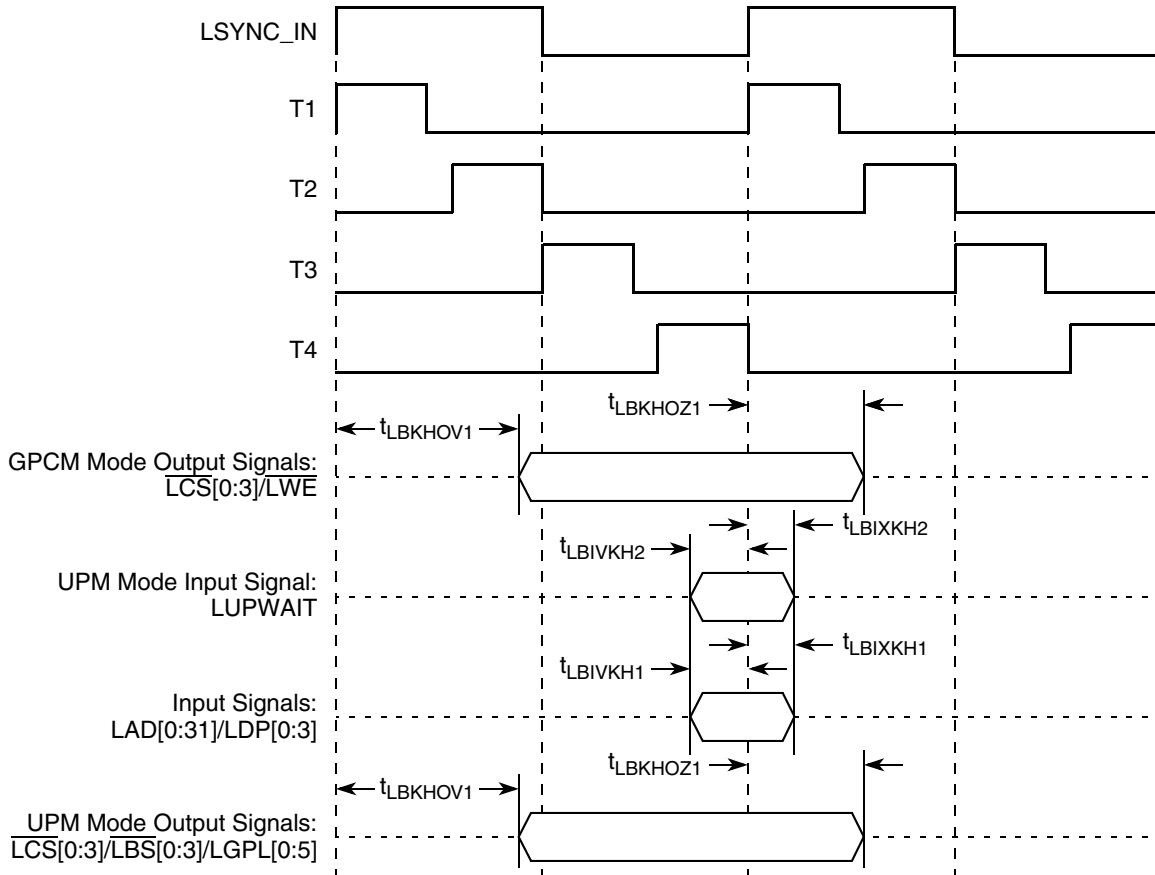 LSYNC_IN
T1
T2
T3
T4
tLBKHOZ1
tLBKHOV1
GPCM Mode Output Signals:
LCS[0:3]/LWE
tLBIXKH2
tLBIVKH2
UPM Mode Input Signal:
LUPWAIT
tLBIXKH1
tLBIVKH1
Input Signals:
LAD[0:31]/LDP[0:3]
tLBKHOZ1
tLBKHOV1
UPM Mode Output Signals:
LCS[0:3]/LBS[0:3]/LGPL[0:5]